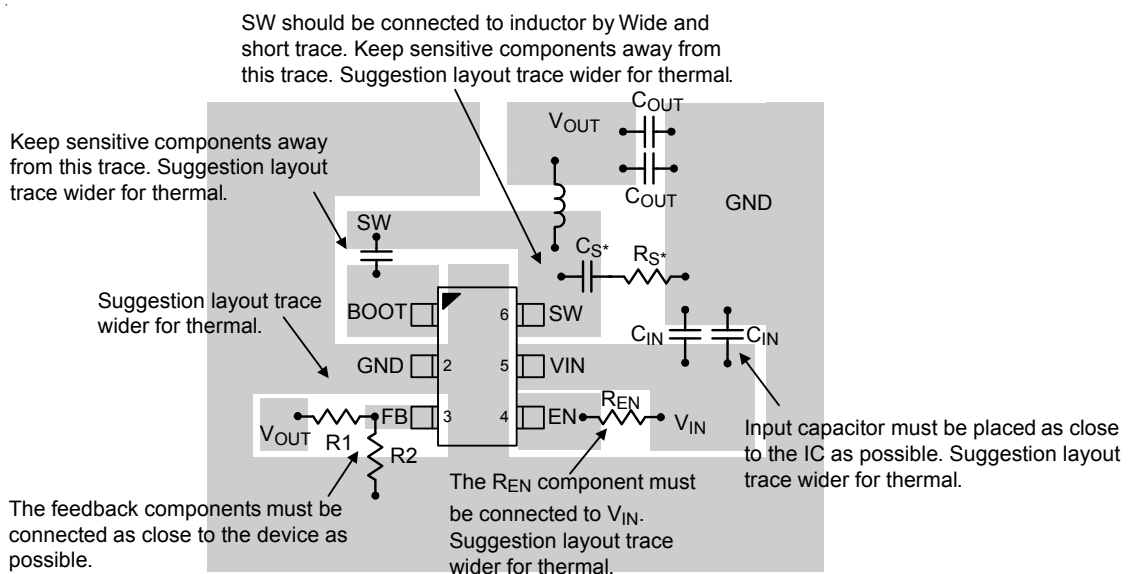 SW should be connected to inductor by Wide and
short trace. Keep sensitive components away from
this trace. Suggestion layout trace wider for thermal.
Keep sensitive components away
from this trace. Suggestion layout
trace wider for thermal.
COUT
VOUT
COUT
GND
SW
CS*
RS*
Suggestion layout trace
wider for thermal.
BOOT
6
SW
CIN
CIN
GND
2
5
VIN
FB
3
4
EN
REN
VIN
VOUT
R1
R2
Input capacitor must be placed as close
to the IC as possible. Suggestion layout
trace wider for thermal.
The REN component must
be connected to VIN.
Suggestion layout trace
wider for thermal.
The feedback components must be
connected as close to the device as
possible.